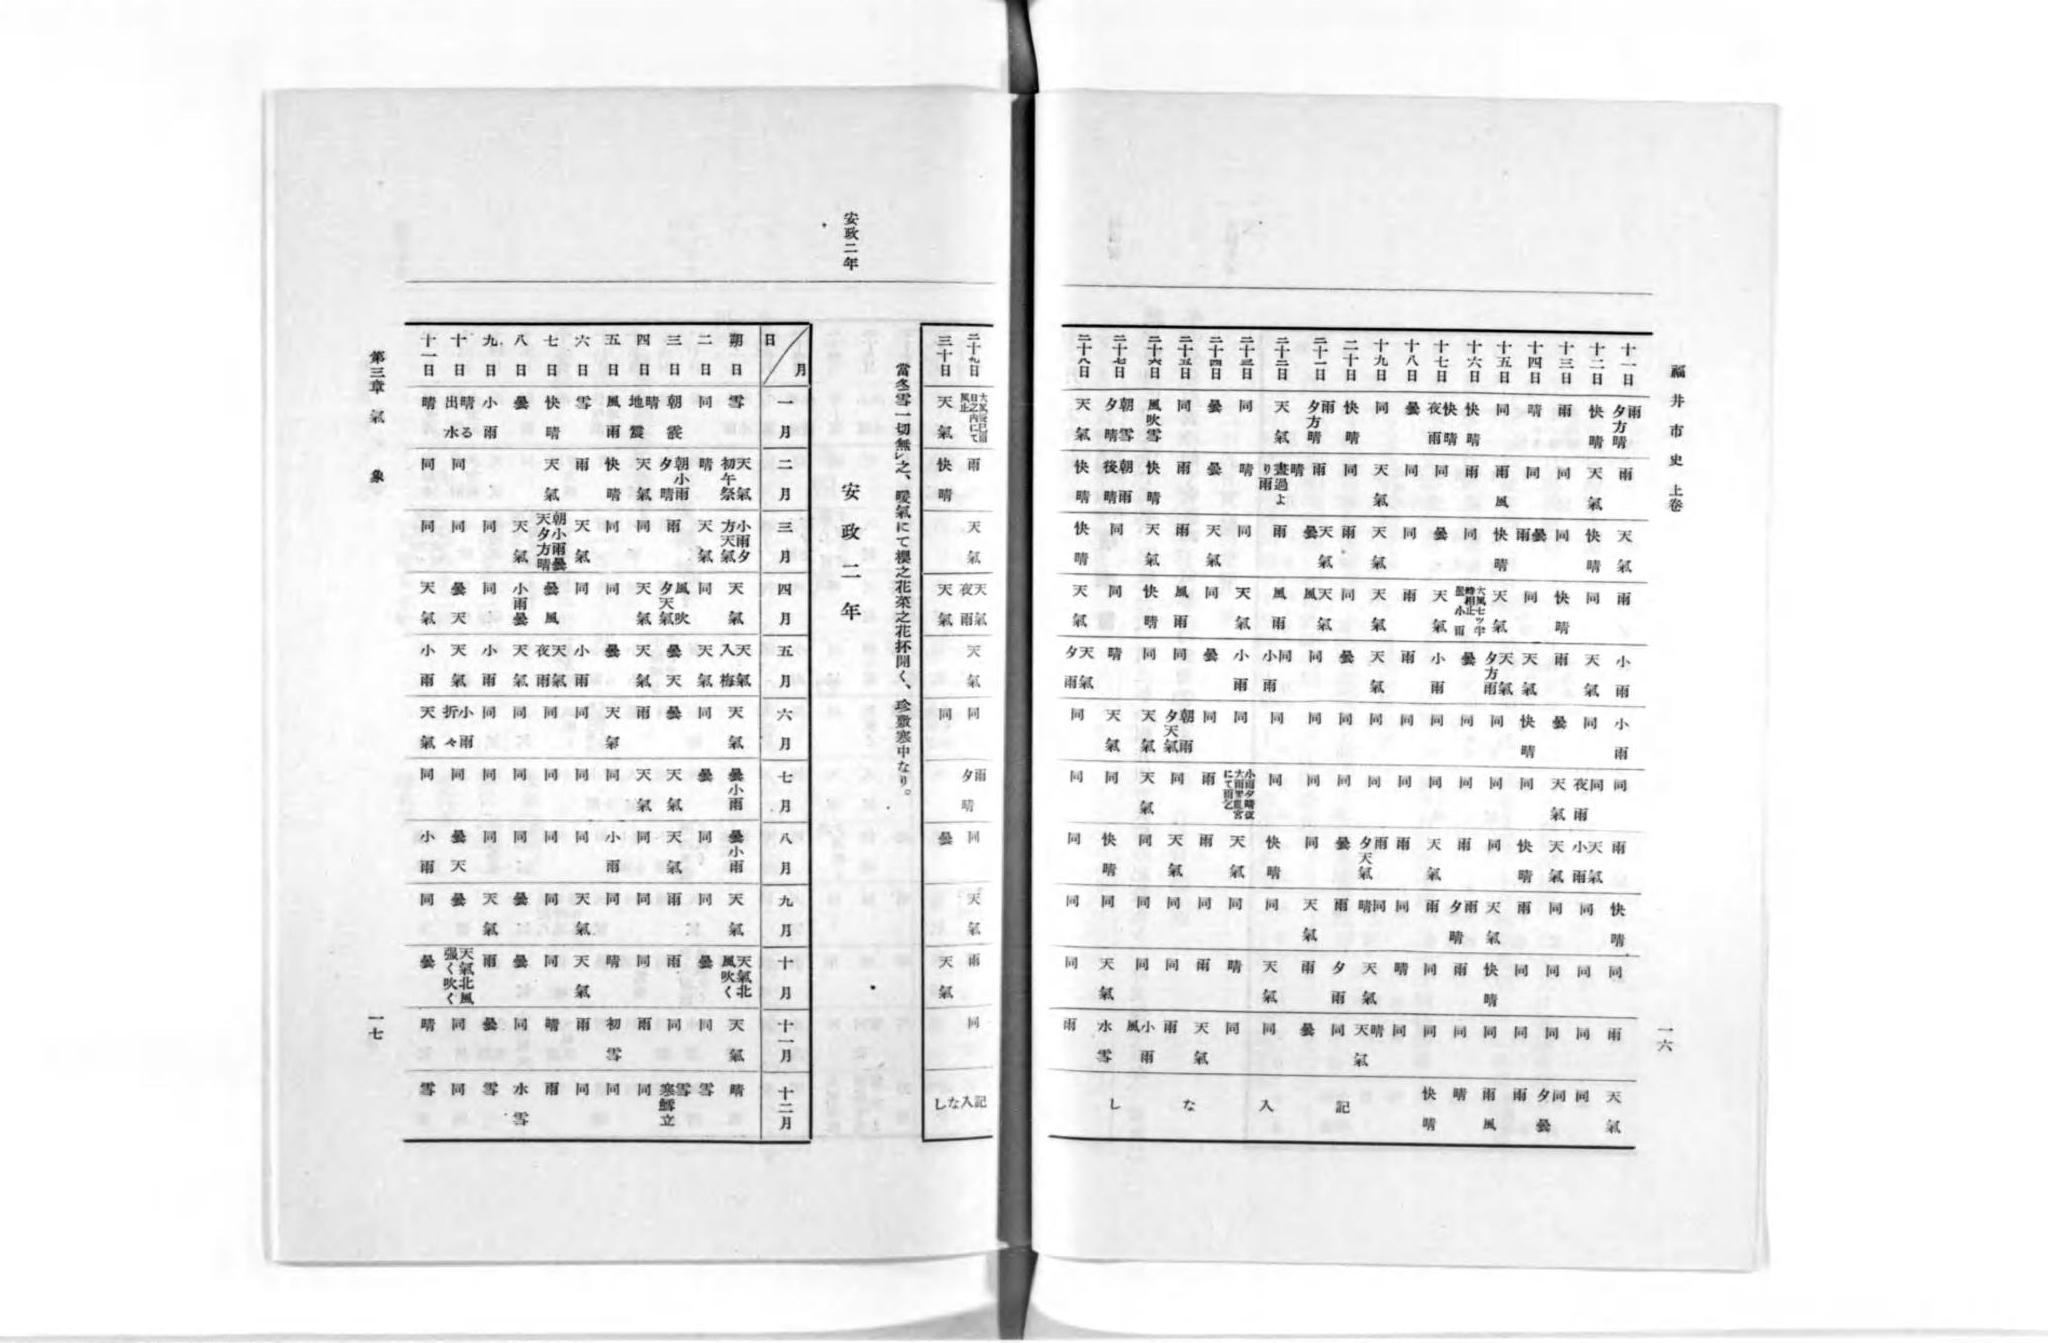 福井市史 上卷
十一日 雨夕方晴 雨 天氣 雨 小雨 小雨 同 雨 快晴 同 雨 天氣
十二日 快晴 天氣 快晴 同 天氣 同 同夜雨 天氣小雨 同 同 同 同
十三日 雨 同 同 快晴 雨 曇 天氣 天氣 同 同 同 同夕曇
十四日 晴 同 曇雨 同 天氣 快晴 同 快晴 雨 同 同 雨
十五日 同 雨風 快晴 天氣 天氣夕方雨 同 同 同 天氣 快晴 同 雨風
十六日 快晴 雨 同 大風七ッ半時相止曇小雨 曇 同 同 雨 雨夕晴 雨 同 晴
十七日 快晴夜雨 同 曇 天氣 小雨 同 同 天氣 雨 同 同 快晴
十八日 曇 同 同 雨 雨 同 同 雨 同 晴 同
十九日 同 天氣 天氣 天氣 天氣 同 同 雨夕天氣 同晴 天氣 晴天氣
二十日 快晴 同 雨 同 曇 同 同 曇 雨 夕雨 同
二十一日 雨夕方晴 雨 天氣曇 天氣風 同 同 同 同 天氣 雨 曇
二十二日 天氣 晴晝過より雨 雨 風雨 同小雨 同 同 快晴 同 天氣 同
二十三日 同 晴 同 天氣 小雨 同 小雨夕晴夜大雨 にて雨乞 天氣 同 晴 同
二十四日 曇 曇 天氣 同 曇 同 雨 雨 同 雨 天氣
二十五日 同 雨 雨 風雨 同 朝雨夕天氣 同 天氣 同 同 雨
二十六日 風吹雪 快晴 天氣 快晴 同 天氣 天氣 同 同 同 小雨風
二十七日 朝雪夕晴 朝雨後晴 同 同 晴 天氣 同 快晴 同 天氣 水雪
二十八日 天氣 快晴 快晴 天氣 天氣夕雨 同 同 同 同 同 雨
記入なし
一六
二十九日 日之内にて風止 雨 天氣 天氣夜雨 天氣 同 雨夕晴 同 天氣 雨 同
三十日 天氣 快晴 天氣 同 曇 天氣
記入なし
當冬雪一切無レ之、暖氣にて櫻之花菜之花抔開く、珍敷寒中なり。
安政二年
安政二年
日 月 一月 二月 三月 四月 五月 六月 七月 八月 九月 十月 十一月 十二月
朔日 雪 天氣初午祭 小雨夕方天氣 天氣 天氣入梅 天氣 曇小雨 曇小雨 天氣 天氣北風吹く 天氣 晴
二日 同 晴 天氣 同 天氣 同 曇 同 同 曇 同 雪
三日 朝震 朝小雨夕晴 雨 風吹夕天氣 曇天 曇 天氣 天氣 雨 雨 同 雪寒鱈立
四日 晴地震 天氣 同 天氣 天氣 雨 天氣 同 同 同 雨 同
五日 風雨 快晴 同 同 曇 天氣 同 小雨 同 晴 初雪 同
六日 雪 雨 天氣 同 小雨 同 同 同 天氣 天氣 雨 同
七日 快晴 天氣 朝小雨曇天夕方晴 曇風 天氣夜雨 同 同 同 同 同 晴 雨
八日 曇 天氣 小雨曇 天氣 同 同 同 曇 曇 同 水雪
九日 小雨 同 同 小雨 同 同 同 天氣 雨 曇 雪
十日 晴出水る 同 同 曇天 天氣 小雨折々 同 曇天 曇 天氣北風强く吹く 同 同
十一日 晴 同 同 天氣 小雨 天氣 同 小雨 同 曇 晴 雪
第三章 氣象
一七